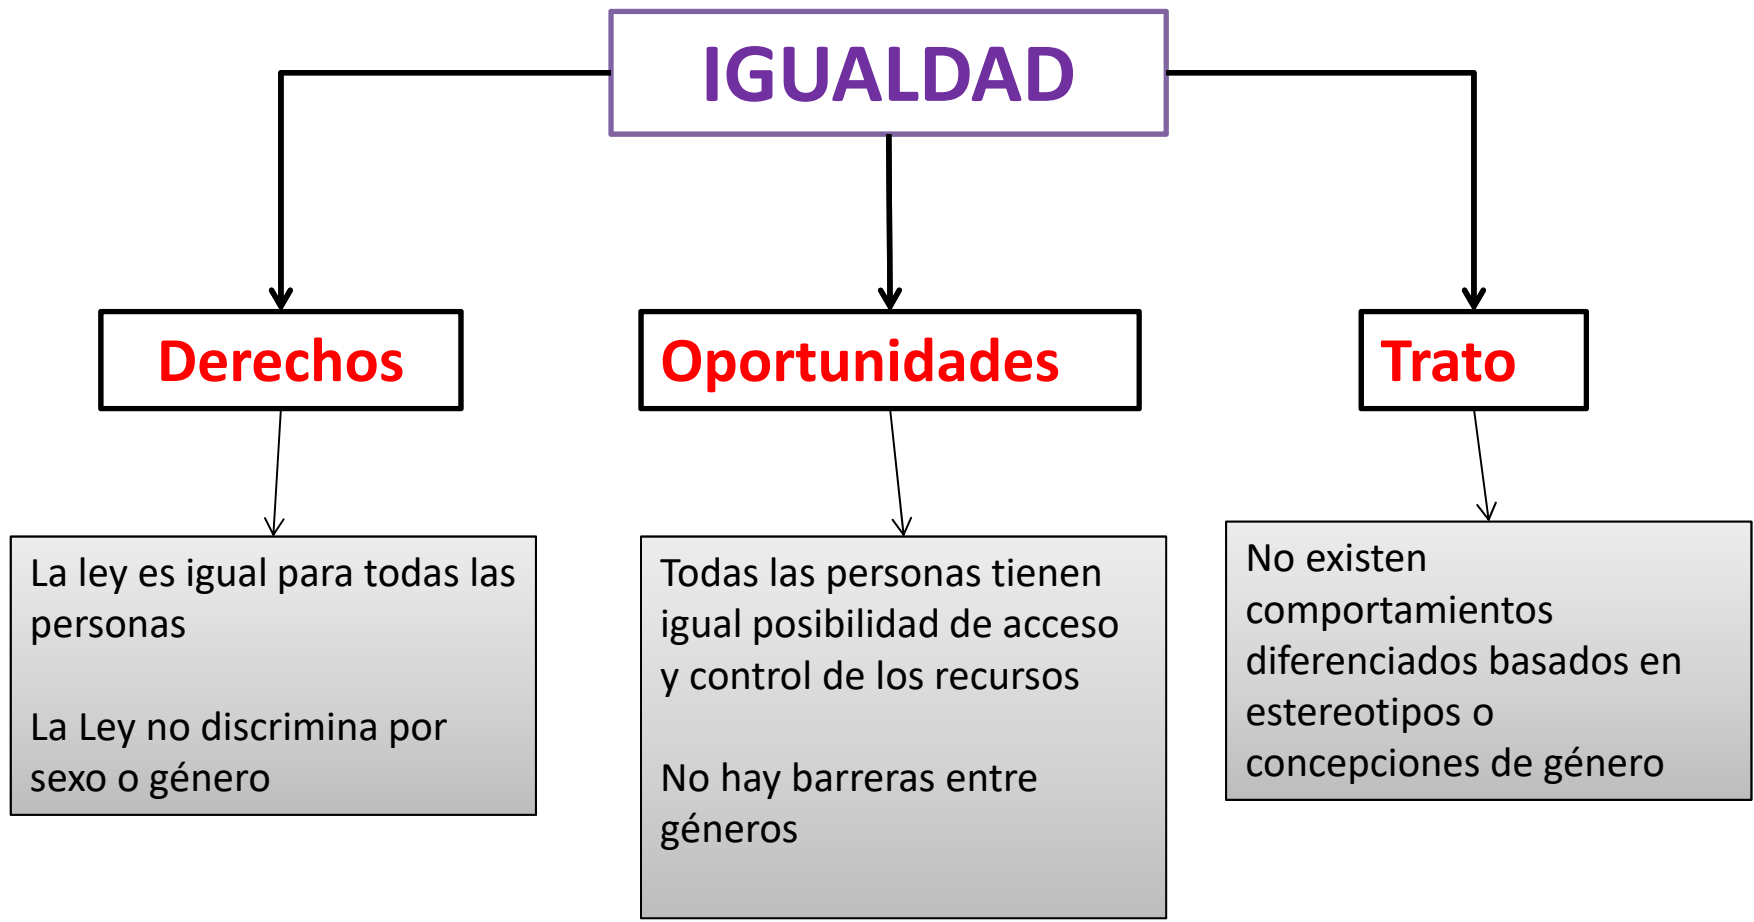 IGUALDAD
Derechos
Oportunidades
Trato
La ley es igual para todas las
personas
La Ley no discrimina por
sexo o género
Todas las personas tienen
igual posibilidad de acceso
y control de los recursos
No hay barreras entre
géneros
No existen
comportamientos
diferenciados basados en
estereotipos o
concepciones de género